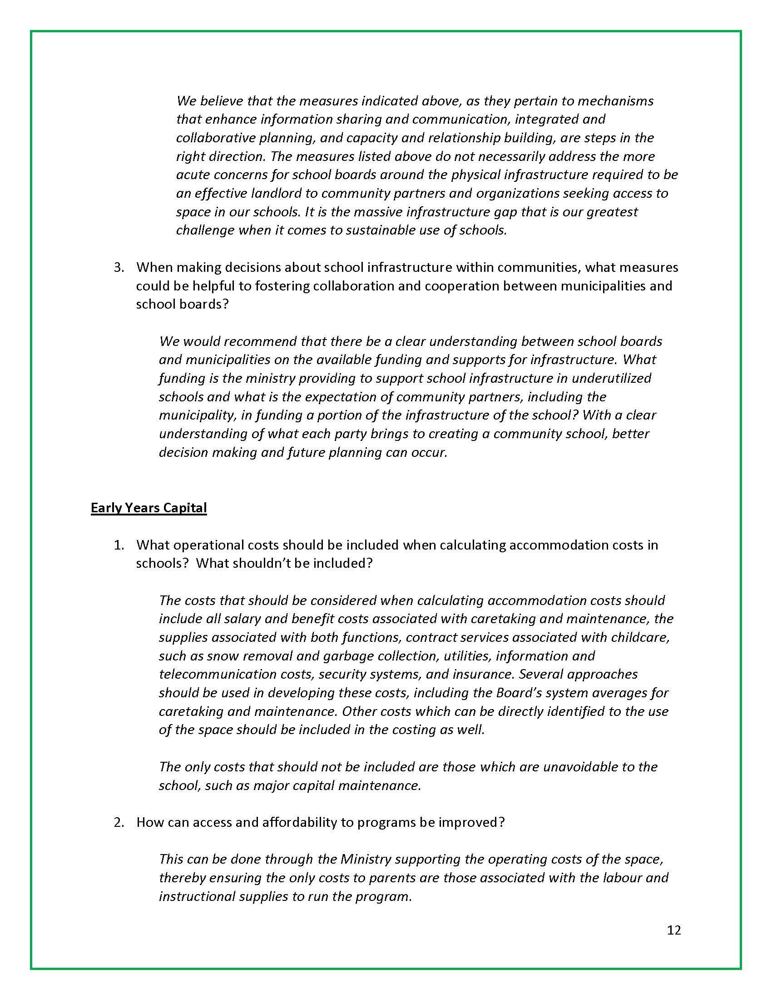 We believe that the measures indicated above, as they pertain to mechanisms
that enhance information sharing and communication, integrated and
collaborative planning, and capacity and relationship building, are steps in the
right direction. The measures listed above do not necessarily address the more
acute concerns for school boards around the physical infrastructure required to be
an effective landlord to community partners and organizations seeking access to
space in our schools. It is the massive infrastructure gap that is our greatest
challenge when it comes to sustainable use of schools.
3. When making decisions about school infrastructure within communities, what measures
could be helpful to fostering collaboration and cooperation between municipalities and
school boards?
We would recommend that there be a clear understanding between school boards
and municipalities on the available funding and supports for infrastructure. What
funding is the ministry providing to support school infrastructure in underutilized
schools and what is the expectation of community partners, including the
municipality, in funding a portion of the infrastructure of the school? With a clear
understanding of what each party brings to creating a community school, better
decision making and future planning can occur.
Early Years Capital
1. What operational costs should be included when calculating accommodation costs in
schools?  What shouldn’t be included?
The costs that should be considered when calculating accommodation costs should
include all salary and benefit costs associated with caretaking and maintenance, the
supplies associated with both functions, contract services associated with childcare,
such as snow removal and garbage collection, utilities, information and
telecommunication costs, security systems, and insurance. Several approaches
should be used in developing these costs, including the Board’s system averages for
caretaking and maintenance. Other costs which can be directly identified to the use
of the space should be included in the costing as well.
The only costs that should not be included are those which are unavoidable to the
school, such as major capital maintenance.
2. How can access and affordability to programs be improved?
This can be done through the Ministry supporting the operating costs of the space,
thereby ensuring the only costs to parents are those associated with the labour and
instructional supplies to run the program.
12